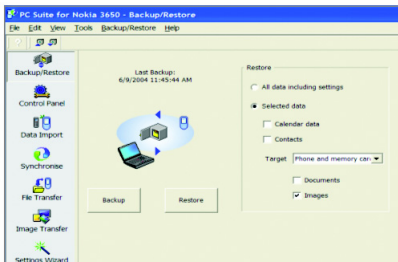 PC Suite for Nokia 3650 - Backup/Restore
File Edit View Tools Backup/Restore Help
Backup/Restore
Control Panel
Data Import
Synchronise
File Transfer
Image Transfer
Settings Wizard
Last Backup:
6/9/2004 11:45:44 AM
Backup
Restore
Restore
All data including settings
Selected data
Calendar data
Contacts
Target
Phone and memory car
Documents
Images